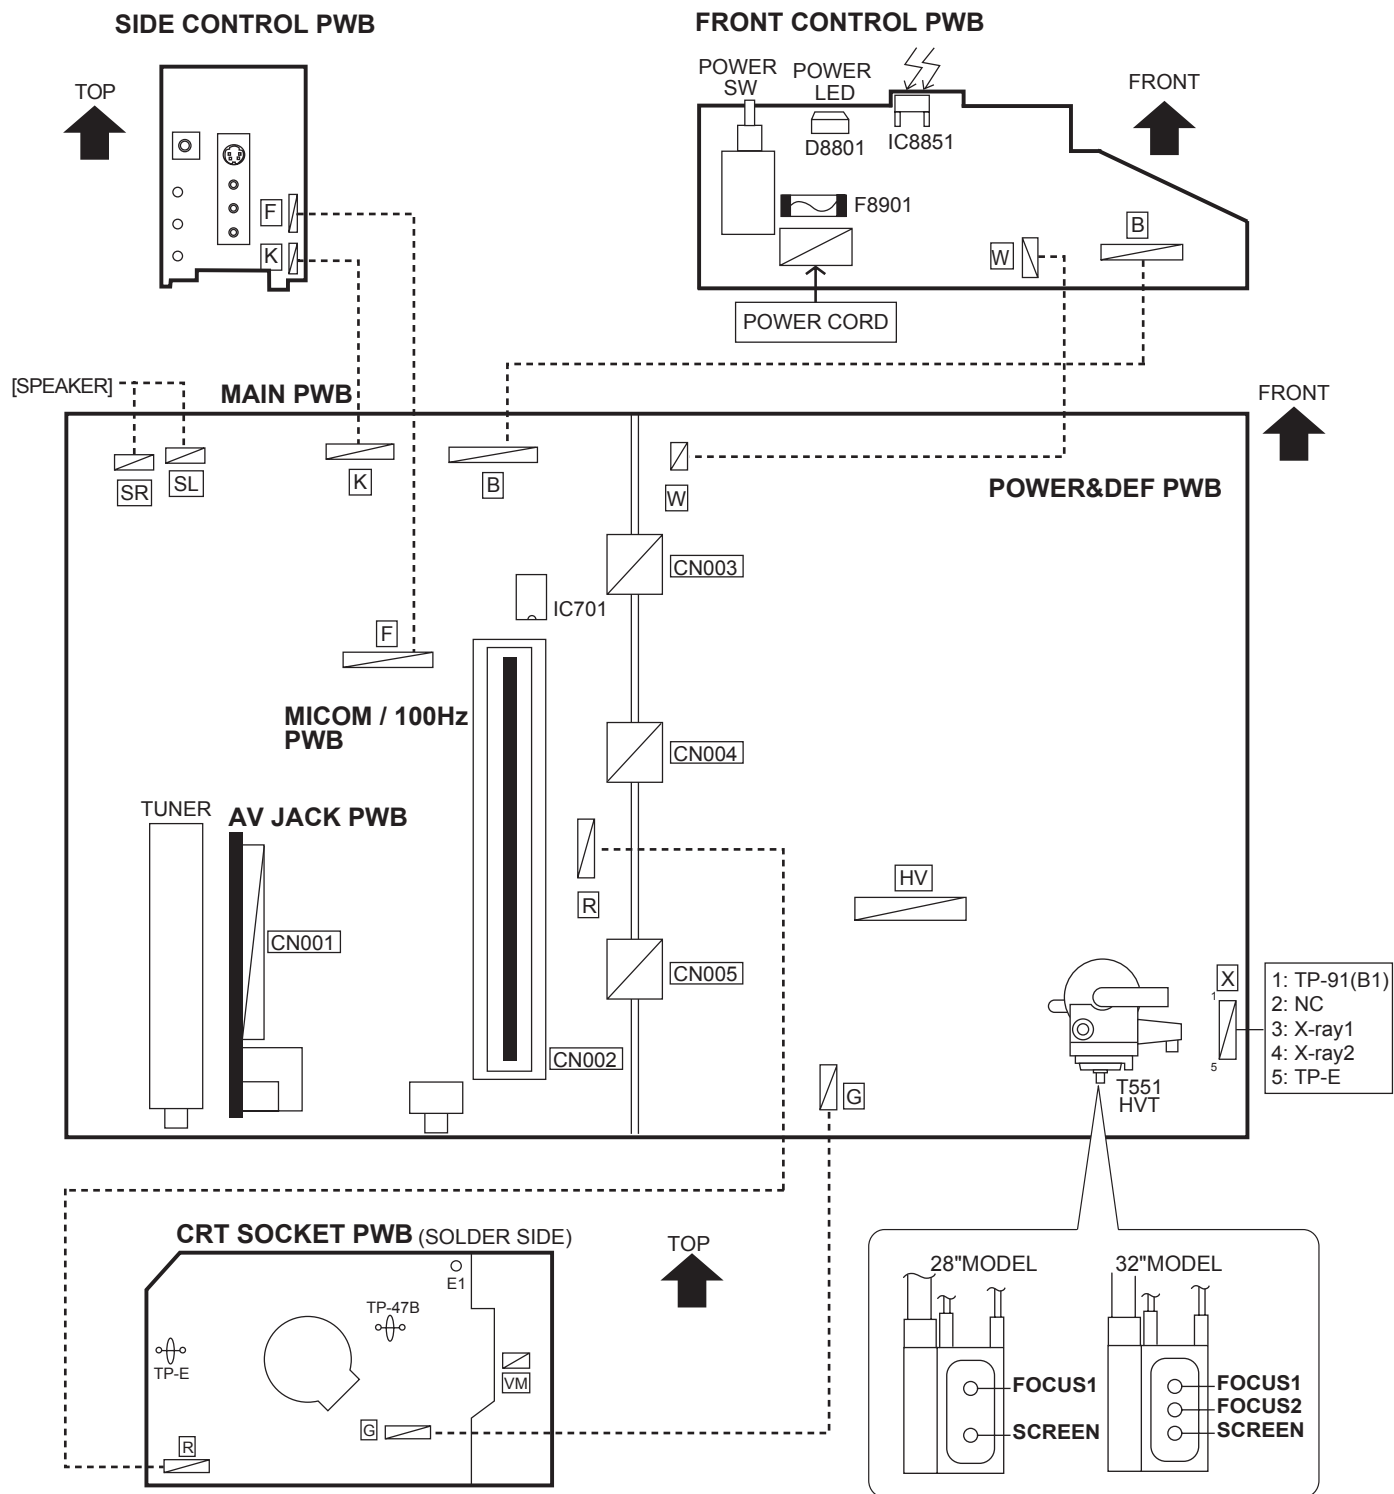 SIDE CONTROL PWB
FRONT CONTROL PWB
TOP
F
K
POWER
SW
POWER
LED
D8801
IC8851
FRONT
F8901
W
B
POWER CORD
[SPEAKER]
MAIN PWB
FRONT
SR
SL
K
B
W
POWER&DEF PWB
CN003
IC701
F
MICOM / 100Hz
PWB
CN004
TUNER
AV JACK PWB
R
HV
CN001
CN005
X
1
5
1: TP-91(B1)
2: NC
3: X-ray1
4: X-ray2
5: TP-E
CN002
G
T551
HVT
CRT SOCKET PWB (SOLDER SIDE)
TOP
E1
TP-47B
TP-E
VM
G
R
28"MODEL
32"MODEL
FOCUS1
SCREEN
FOCUS1
FOCUS2
SCREEN